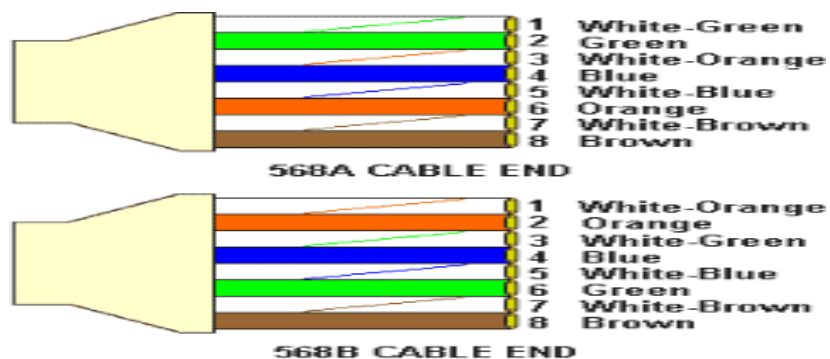 1 White-Green
2 Green
3 White-Orange
4 Blue
5 White-Blue
6 Orange
7 White-Brown
8 Brown
568A CABLE END
1 White-Orange
2 Orange
3 White-Green
4 Blue
5 White-Blue
6 Green
7 White-Brown
8 Brown
568B CABLE END